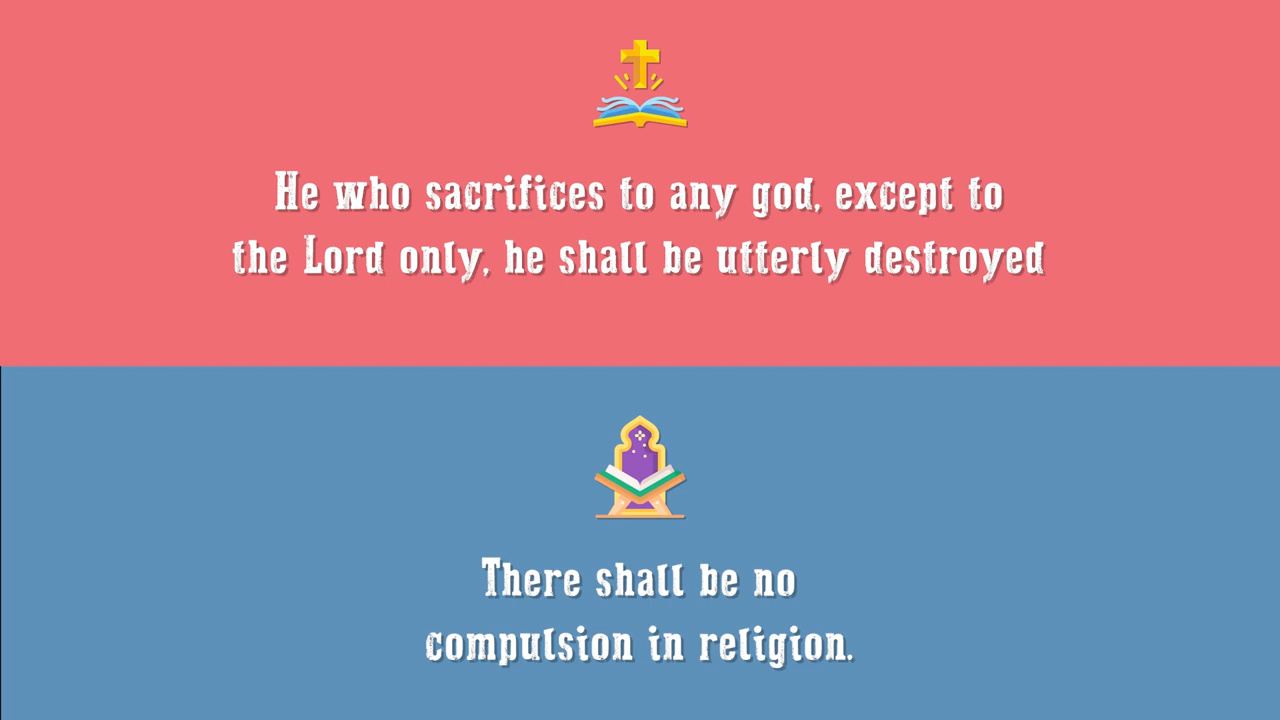 He who sacrifices to any god, except to
the Lord only, he shall be utterly destroyed
There shall be no
compulsion in religion.